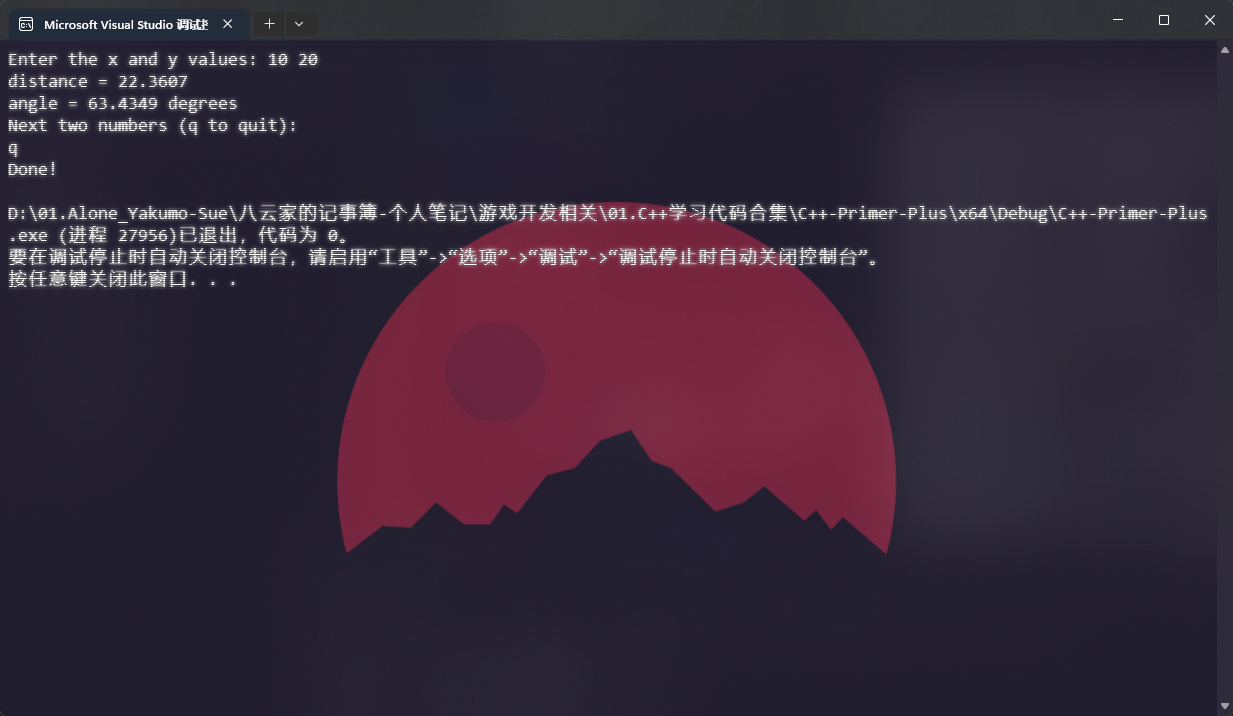 Microsoft Visual Studio 调试
Enter the x and y values: 10 20
distance = 22.3607
angle = 63.4349 degrees
Next two numbers (q to quit):
q
Done!
D:\01.Alone_Yakumo-Sue\八云家的记事簿-个人笔记\游戏开发相关\01.C++学习代码合集\C++-Primer-Plus\x64\Debug\C++-Primer-Plus
.exe (进程 27956)已退出，代码为 0。
要在调试停止时自动关闭控制台，请启用“工具”->“选项”->“调试”->“调试停止时自动关闭控制台”。
按任意键关闭此窗口. . .